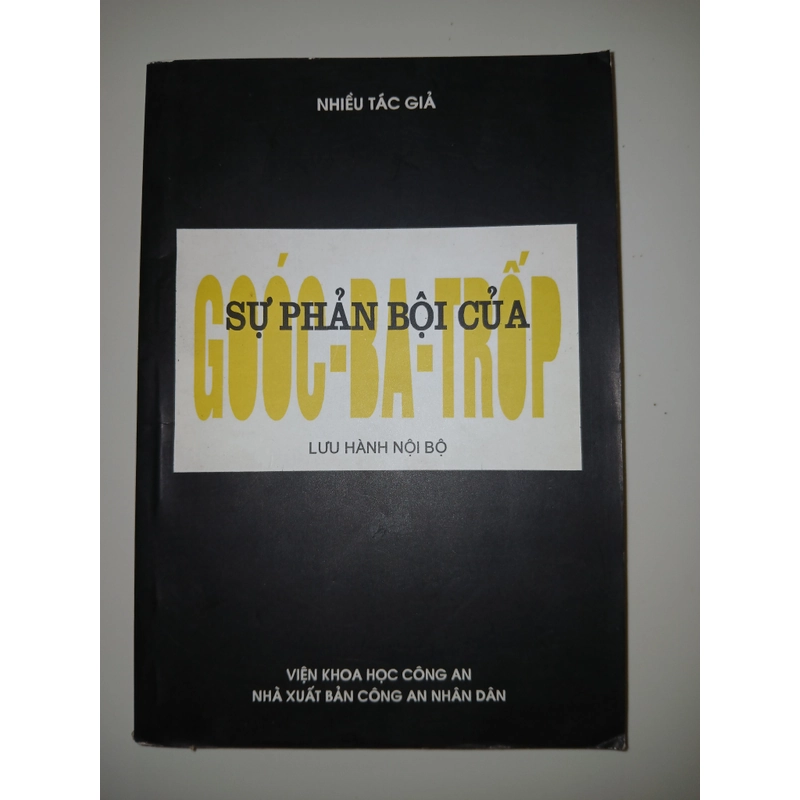 NHIỀU TÁC GIẢ
SỰ PHẢN BỘI CỦA
GOÓC-BA-TRỐP
LƯU HÀNH NỘI BỘ
VIỆN KHOA HỌC CÔNG AN
NHÀ XUẤT BẢN CÔNG AN NHÂN DÂN